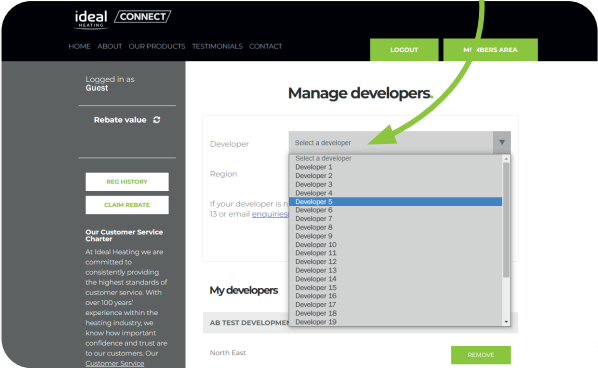 ideal
HEATING
CONNECT
HOME ABOUT OUR PRODUCTS TESTIMONIALS CONTACT
LOGOUT
MEMBERS AREA
Logged in as
Guest
Rebate value
REG HISTORY
CLAIM REBATE
Our Customer Service
Charter
At Ideal Heating we are
committed to
consistently providing
the highest standards of
customer service. With
over 100 years'
experience within the
heating industry, we
know how important
confidence and trust are
to our customers. Our
Customer Service
Manage developers.
Developer
Select a developer
Region
If your developer is n
13 or email enquiries
Select a developer
Developer 1
Developer 2
Developer 3
Developer 4
Developer 5
Developer 6
Developer 7
Developer 8
Developer 9
Developer 10
Developer 11
Developer 12
Developer 13
Developer 14
Developer 15
Developer 16
Developer 17
Developer 18
Developer 19
My developers
AB TEST DEVELOPMEN
North East
REMOVE